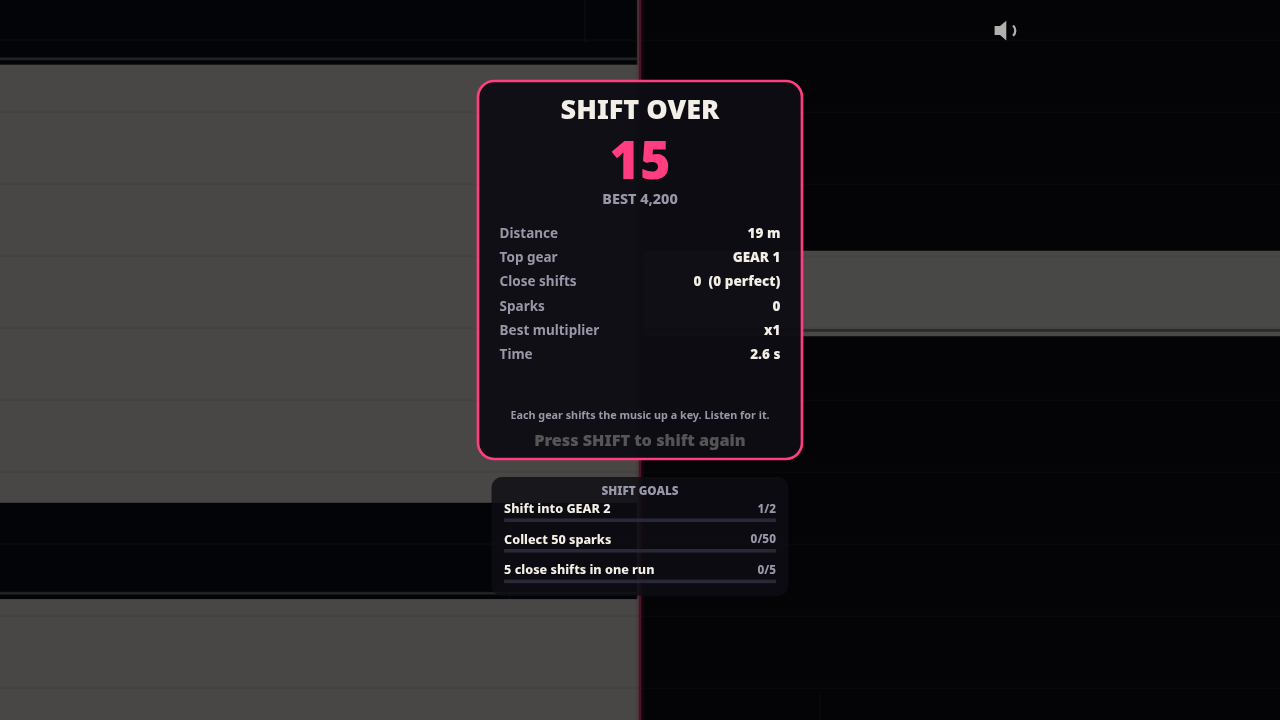 SHIFT OVER
15
BEST 4,200
Distance 19 m
Top gear GEAR 1
Close shifts 0 (0 perfect)
Sparks 0
Best multiplier x1
Time 2.6 s
Each gear shifts the music up a key. Listen for it.
Press SHIFT to shift again
SHIFT GOALS
Shift into GEAR 2 1/2
Collect 50 sparks 0/50
5 close shifts in one run 0/5